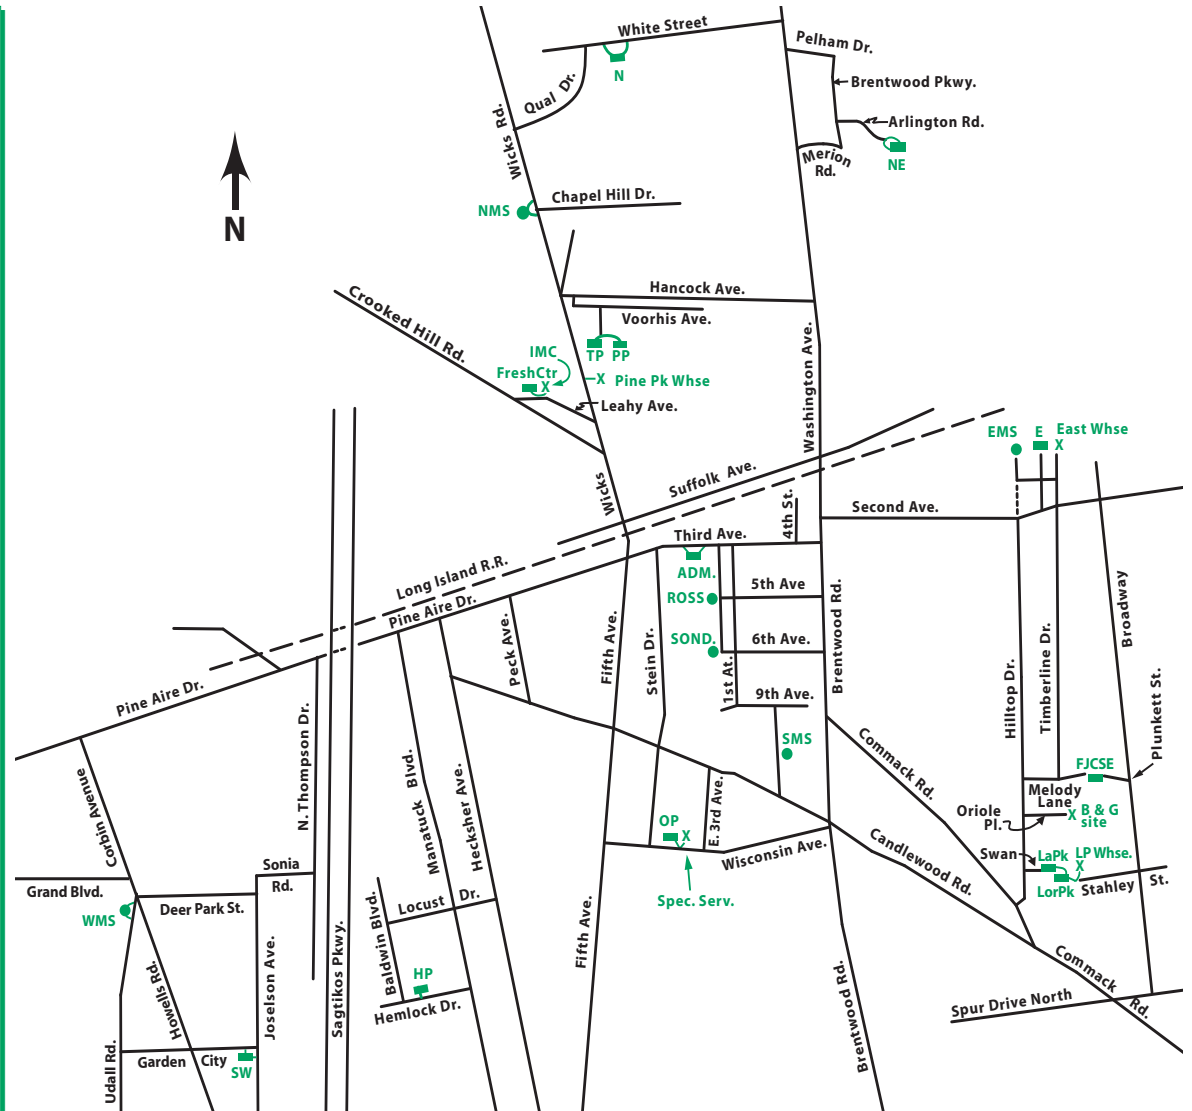 White Street
Pelham Dr.
N
Qual Dr.
Brentwood Pkwy.
Arlington Rd.
Wicks Rd.
Merion
Rd.
NE
N
Chapel Hill Dr.
NMS
Hancock Ave.
Crooked Hill Rd.
Voorhis Ave.
Washington Ave.
IMC
TP
PP
FreshCtr
X
X
Pine Pk Whse
Leahy Ave.
EMS
E
East Whse
X
Suffolk Ave.
Wicks
4th St.
Second Ave.
Third Ave.
Long Island R.R.
ADM.
Pine Aire Dr.
5th Ave
ROSS
Peck Ave.
Fifth Ave.
Stein Dr.
SOND.
6th Ave.
Brentwood Rd.
Broadway
1st At.
9th Ave.
Pine Aire Dr.
Hilltop Dr.
Timberline Dr.
Plunkett St.
N. Thompson Dr.
SMS
Commack Rd.
Corbin Avenue
Manatuck Blvd.
Hecksher Ave.
FJCSE
E. 3rd Ave.
Melody
Lane
Oriole
Pl.
X
B & G
site
OP
X
Wisconsin Ave.
Candlewood Rd.
Swan
LaPk
LP Whse.
X
LorPk
Stahley St.
Sonia
Rd.
Grand Blvd.
Deer Park St.
WMS
Locust Dr.
Spec. Serv.
Baldwin Blvd.
Fifth Ave.
Joselson Ave.
Sagtikos Pkwy.
Howells Rd.
HP
Hemlock Dr.
Brentwood Rd.
Commack Rd.
Spur Drive North
Udall Rd.
Garden City
SW